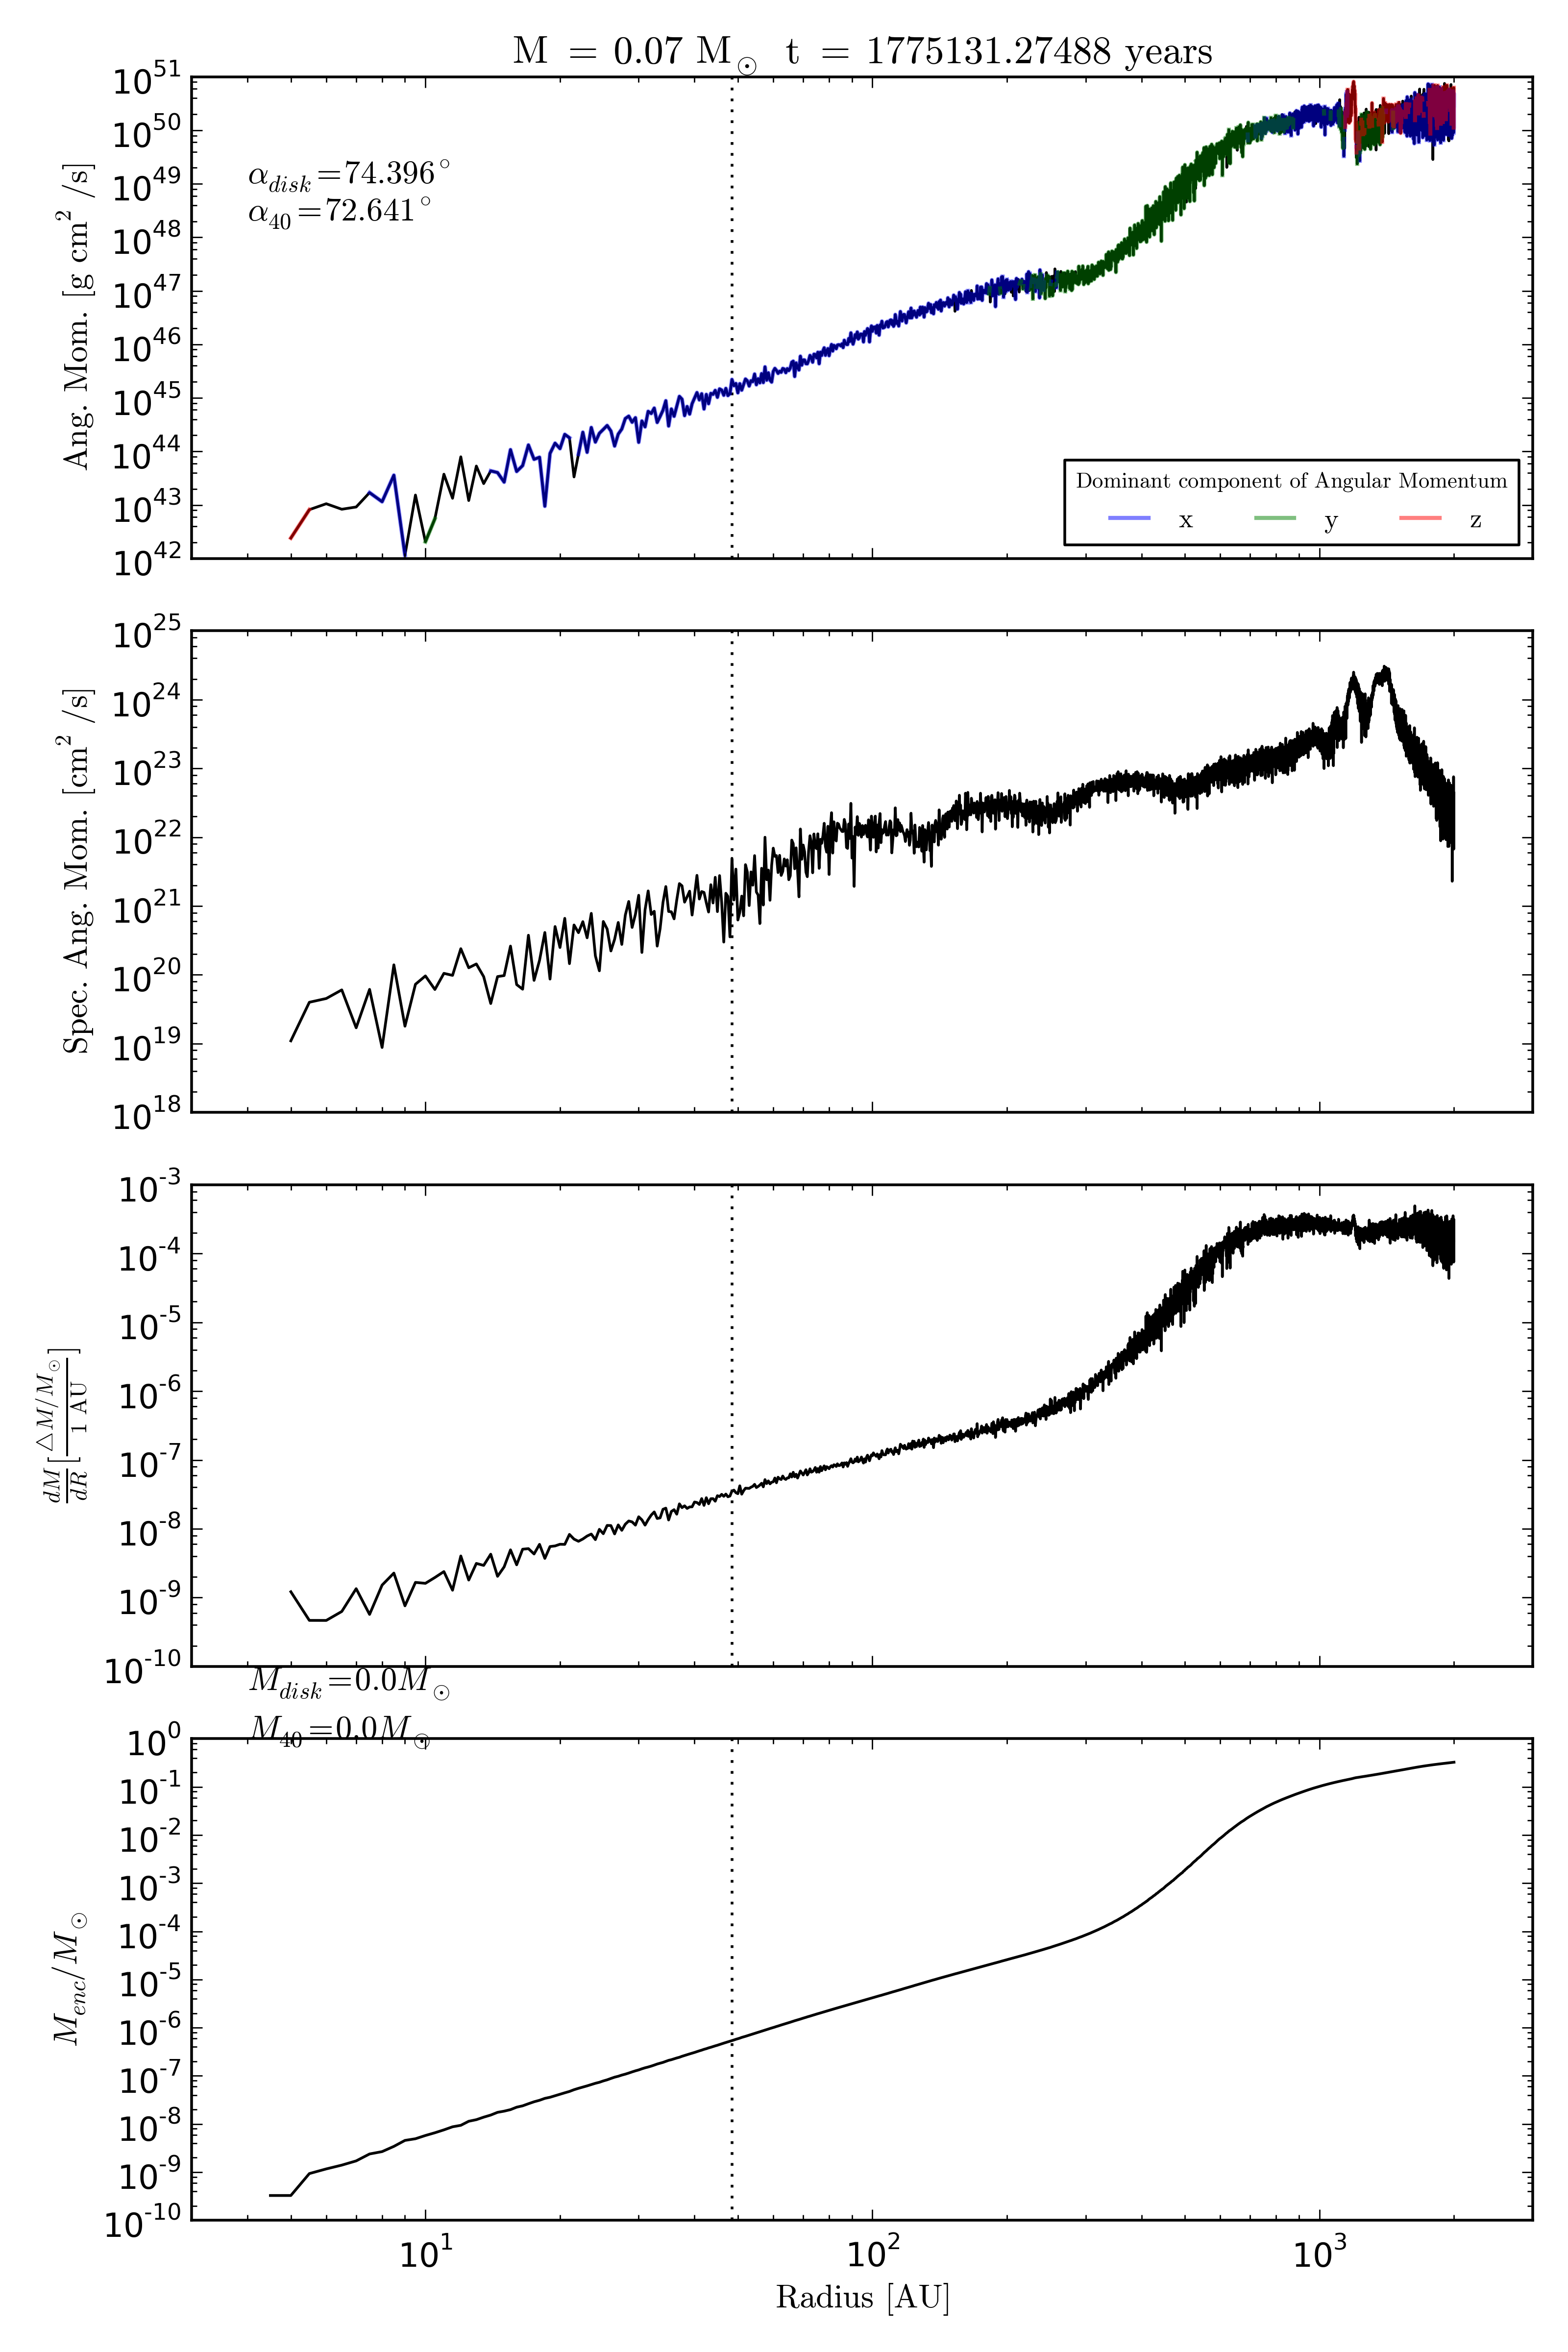 M = 0.07 M⊙ t = 1775131.27488 years
10^51
10^50
10^49
10^48
10^47
10^46
10^45
10^44
10^43
10^42
Ang. Mom. [g cm^2 /s]
α_disk=74.396°
α_40=72.641°
Dominant component of Angular Momentum
x y z
10^25
10^24
10^23
10^22
10^21
10^20
10^19
10^18
Spec. Ang. Mom. [cm^2 /s]
10^-3
10^-4
10^-5
10^-6
10^-7
10^-8
10^-9
10^-10
dM/dR [△M/M⊙ / 1 AU]
M_disk=0.0M⊙
M_40=0.0M⊙
10^0
10^-1
10^-2
10^-3
10^-4
10^-5
10^-6
10^-7
10^-8
10^-9
10^-10
M_enc/M⊙
10^1 10^2 10^3
Radius [AU]